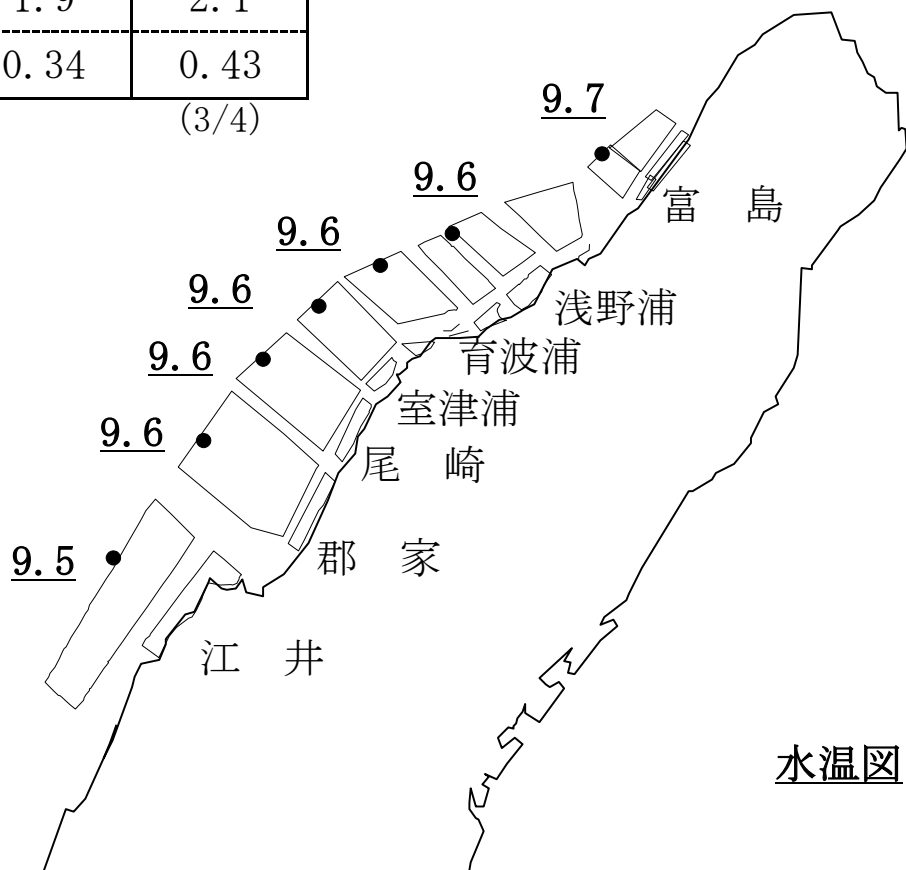 1.9 2.1
0.34 0.43
(3/4)
9.7
9.6
富 島
9.6
9.6
浅野浦
育波浦
9.6
室津浦
9.6
尾 崎
9.5
郡 家
江 井
水温図